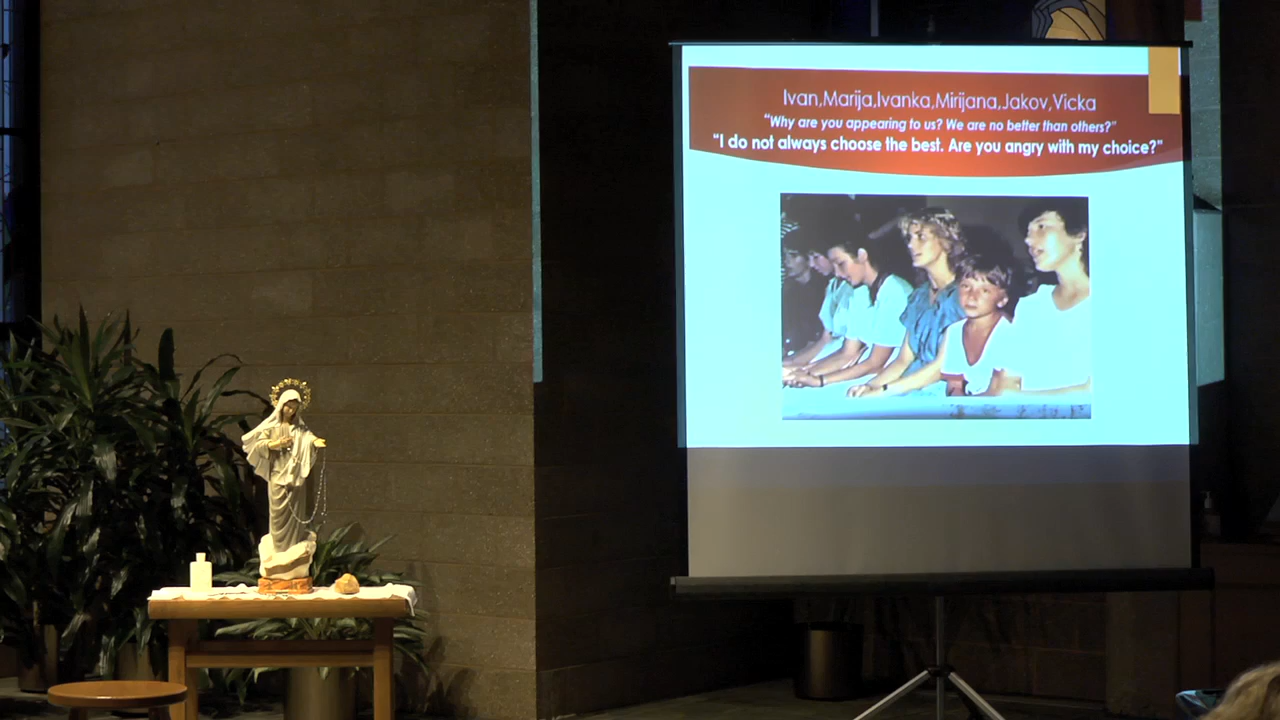 Ivan,Marija,Ivanka,Mirijana,Jakov,Vicka
“Why are you appearing to us? We are no better than others?”
“I do not always choose the best. Are you angry with my choice?”